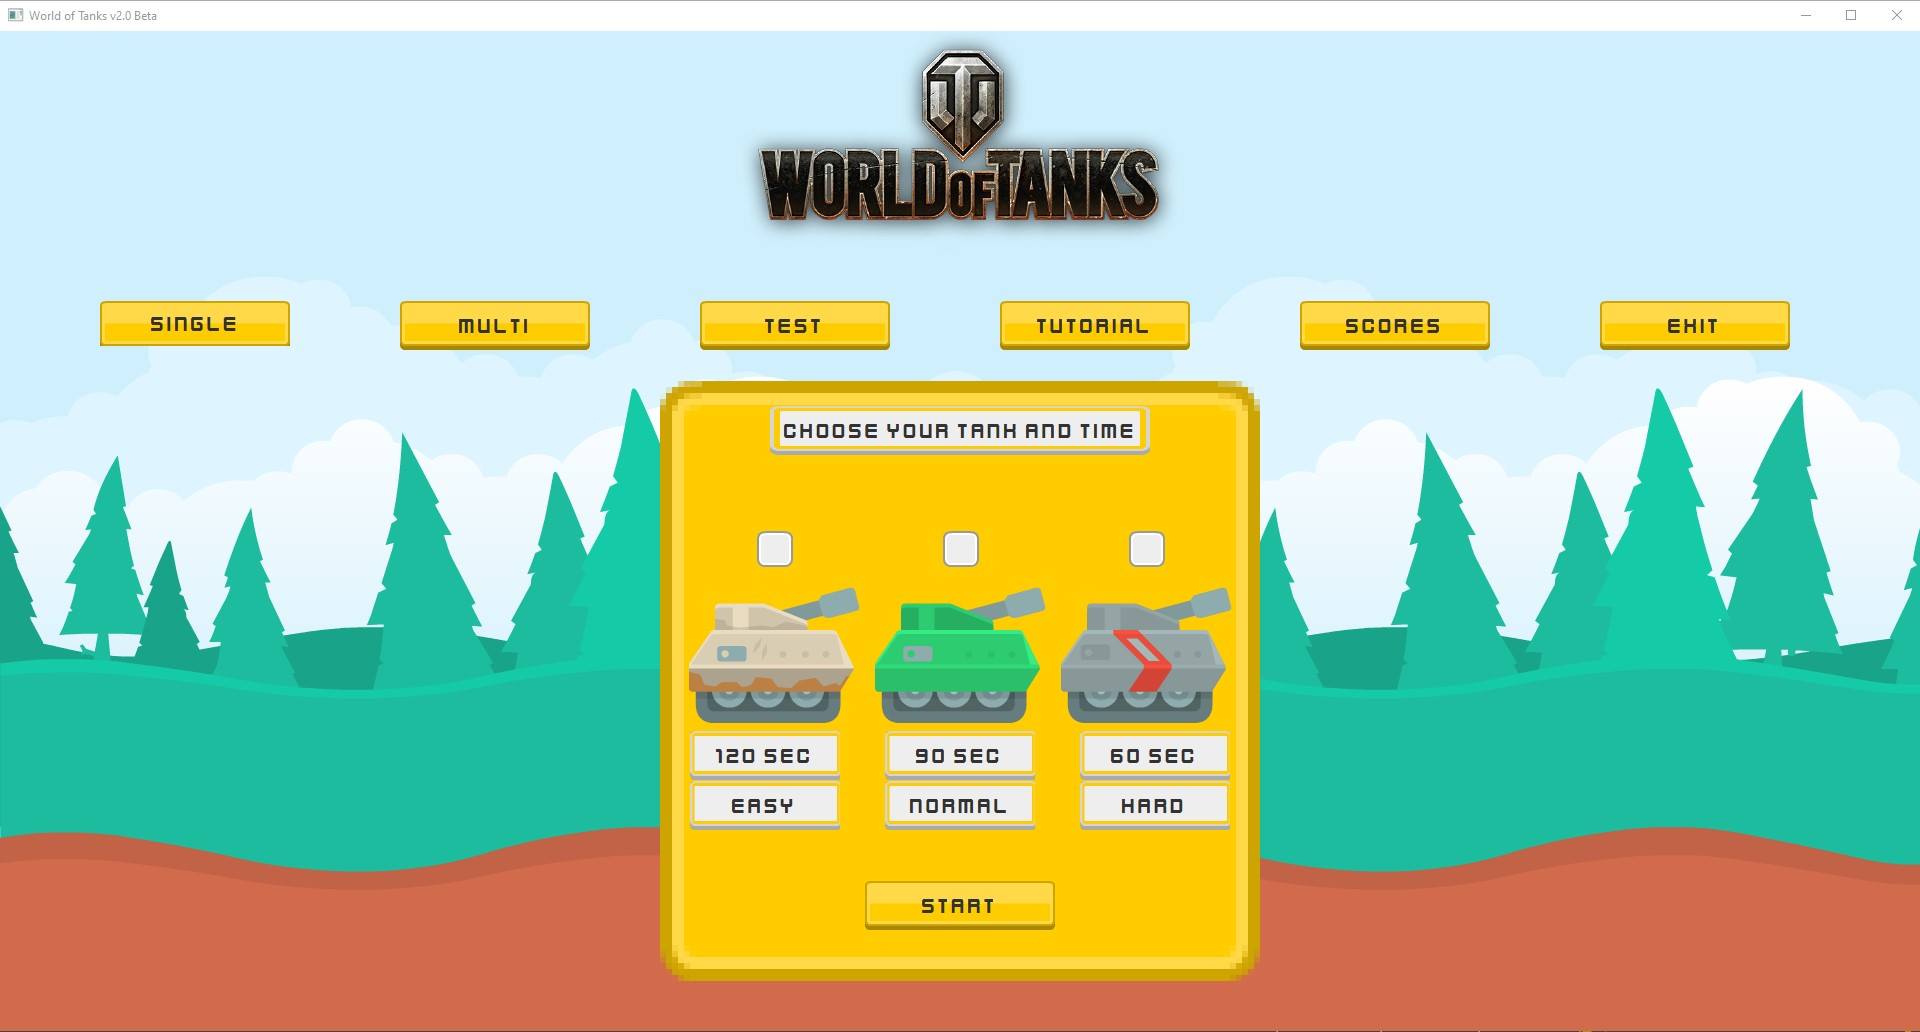 World of Tanks v2.0 Beta
WORLD OF TANKS
SINGLE
MULTI
TEST
TUTORIAL
SCORES
EXIT
CHOOSE YOUR TANK AND TIME
120 SEC
90 SEC
60 SEC
EASY
NORMAL
HARD
START